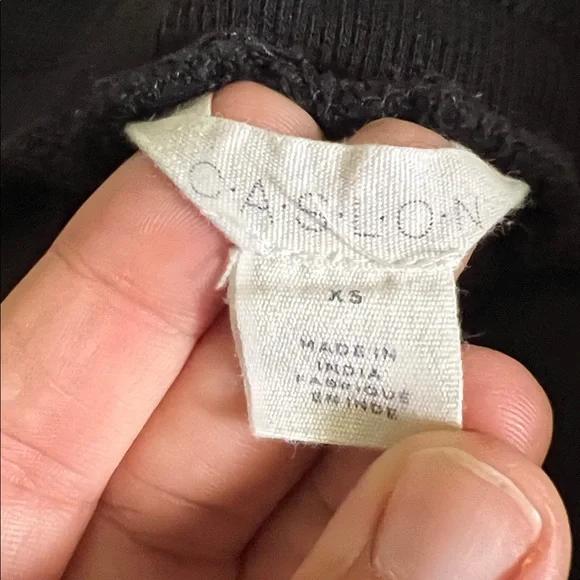 C·A·S·L·O·N
XS
MADE IN
INDIA
FABRIQUÉ
EN INDE